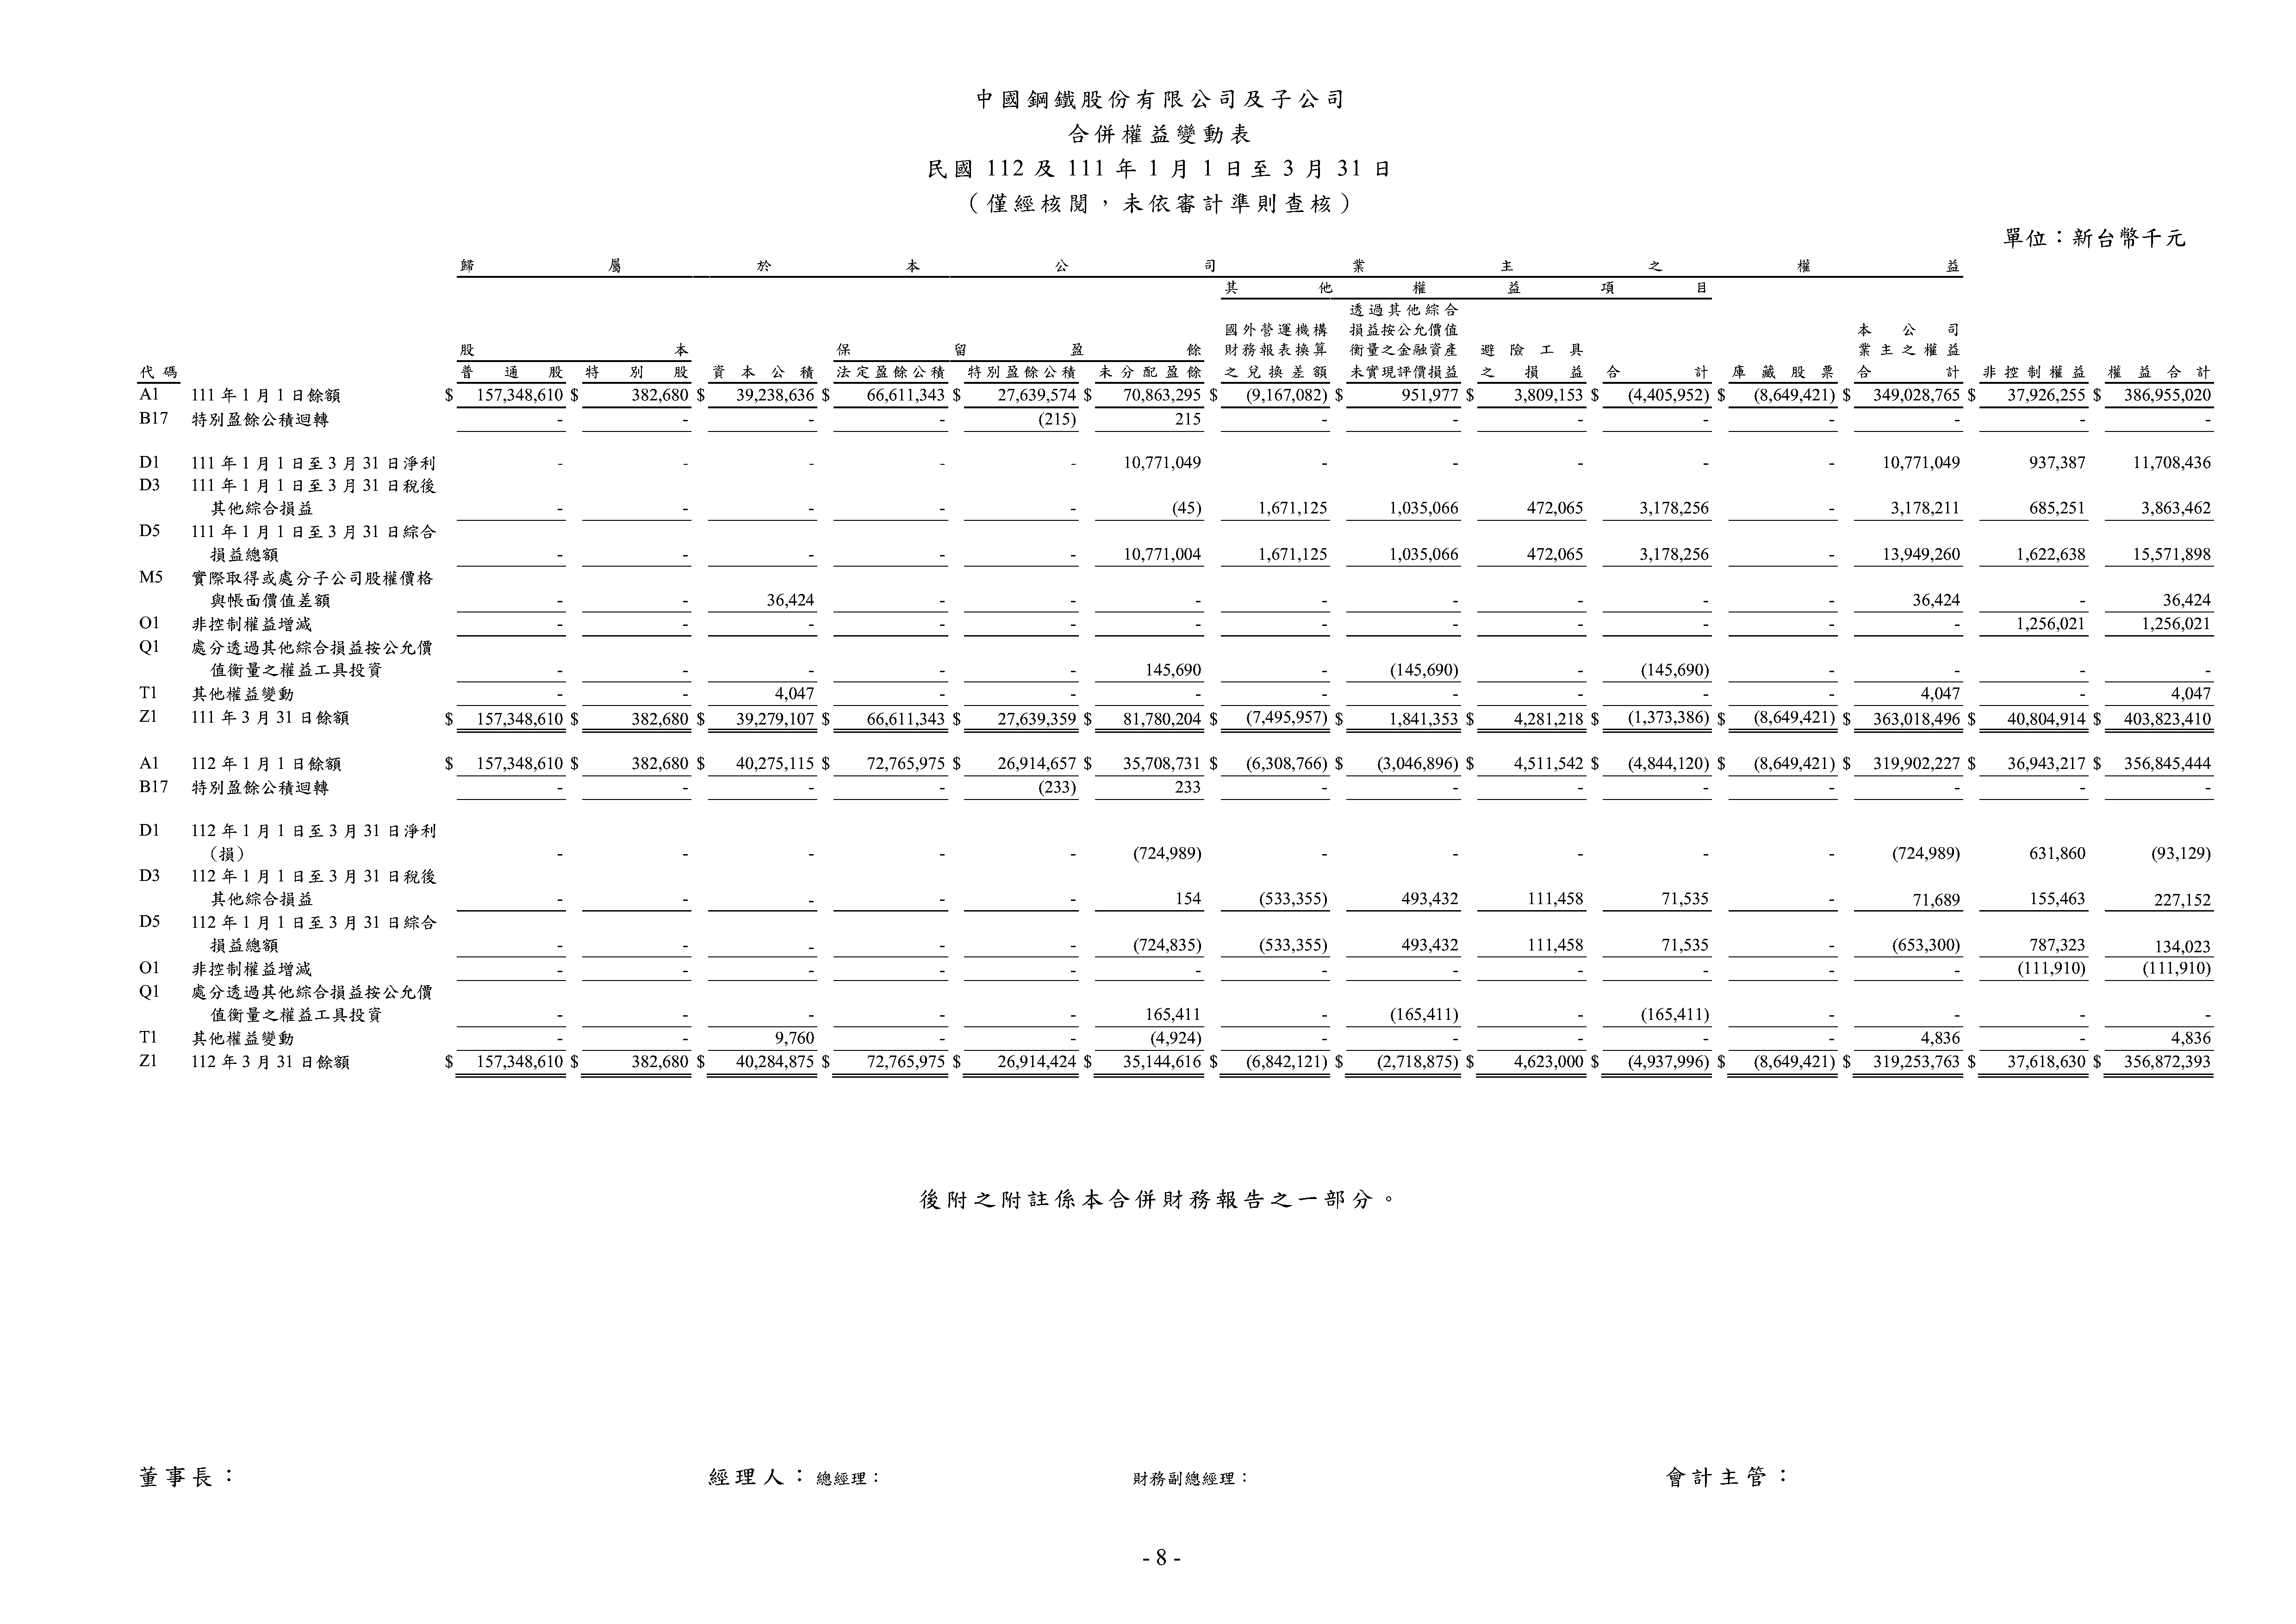 中國鋼鐵股份有限公司及子公司
合併權益變動表
民國 112 及 111 年 1 月 1 日至 3 月 31 日
（僅經核閱，未依審計準則查核）
單位：新台幣千元
歸屬於本公司業主之權益
其他權益項目
透過其他綜合
國外營運機構 損益按公允價值 本公司
股本 保留盈餘 財務報表換算 衡量之金融資產 避險工具 業主之權益
代碼 普通股 特別股 資本公積 法定盈餘公積 特別盈餘公積 未分配盈餘 之兌換差額 未實現評價損益 之損益 合計 庫藏股票 合計 非控制權益 權益合計
A1 111 年 1 月 1 日餘額 $ 157,348,610 $ 382,680 $ 39,238,636 $ 66,611,343 $ 27,639,574 $ 70,863,295 $ (9,167,082) $ 951,977 $ 3,809,153 $ (4,405,952) $ (8,649,421) $ 349,028,765 $ 37,926,255 $ 386,955,020
B17 特別盈餘公積迴轉 - - - - (215) 215 - - - - - - - -
D1 111 年 1 月 1 日至 3 月 31 日淨利 - - - - - 10,771,049 - - - - - 10,771,049 937,387 11,708,436
D3 111 年 1 月 1 日至 3 月 31 日稅後
其他綜合損益 - - - - - (45) 1,671,125 1,035,066 472,065 3,178,256 - 3,178,211 685,251 3,863,462
D5 111 年 1 月 1 日至 3 月 31 日綜合
損益總額 - - - - - 10,771,004 1,671,125 1,035,066 472,065 3,178,256 - 13,949,260 1,622,638 15,571,898
M5 實際取得或處分子公司股權價格
與帳面價值差額 - - 36,424 - - - - - - - - 36,424 - 36,424
O1 非控制權益增減 - - - - - - - - - - - - 1,256,021 1,256,021
Q1 處分透過其他綜合損益按公允價
值衡量之權益工具投資 - - - - - 145,690 - (145,690) - (145,690) - - - -
T1 其他權益變動 - - 4,047 - - - - - - - - 4,047 - 4,047
Z1 111 年 3 月 31 日餘額 $ 157,348,610 $ 382,680 $ 39,279,107 $ 66,611,343 $ 27,639,359 $ 81,780,204 $ (7,495,957) $ 1,841,353 $ 4,281,218 $ (1,373,386) $ (8,649,421) $ 363,018,496 $ 40,804,914 $ 403,823,410
A1 112 年 1 月 1 日餘額 $ 157,348,610 $ 382,680 $ 40,275,115 $ 72,765,975 $ 26,914,657 $ 35,708,731 $ (6,308,766) $ (3,046,896) $ 4,511,542 $ (4,844,120) $ (8,649,421) $ 319,902,227 $ 36,943,217 $ 356,845,444
B17 特別盈餘公積迴轉 - - - - (233) 233 - - - - - - - -
D1 112 年 1 月 1 日至 3 月 31 日淨利
（損） - - - - - (724,989) - - - - - (724,989) 631,860 (93,129)
D3 112 年 1 月 1 日至 3 月 31 日稅後
其他綜合損益 - - - - - 154 (533,355) 493,432 111,458 71,535 - 71,689 155,463 227,152
D5 112 年 1 月 1 日至 3 月 31 日綜合
損益總額 - - - - - (724,835) (533,355) 493,432 111,458 71,535 - (653,300) 787,323 134,023
O1 非控制權益增減 - - - - - - - - - - - - (111,910) (111,910)
Q1 處分透過其他綜合損益按公允價
值衡量之權益工具投資 - - - - - 165,411 - (165,411) - (165,411) - - - -
T1 其他權益變動 - - 9,760 - - (4,924) - - - - - 4,836 - 4,836
Z1 112 年 3 月 31 日餘額 $ 157,348,610 $ 382,680 $ 40,284,875 $ 72,765,975 $ 26,914,424 $ 35,144,616 $ (6,842,121) $ (2,718,875) $ 4,623,000 $ (4,937,996) $ (8,649,421) $ 319,253,763 $ 37,618,630 $ 356,872,393
後附之附註係本合併財務報告之一部分。
董事長： 經理人：總經理： 財務副總經理： 會計主管：
- 8 -